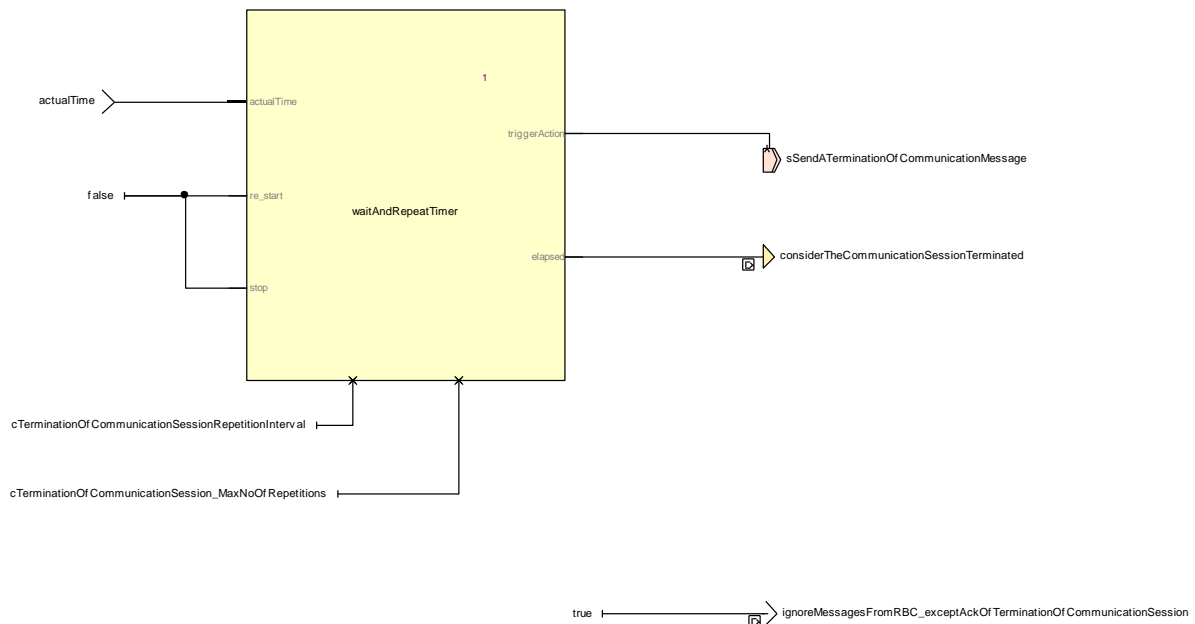 1
actualTime
actualTime
triggerAction
sSendATerminationOfCommunicationMessage
false
re_start
waitAndRepeatTimer
elapsed
considerTheCommunicationSessionTerminated
stop
cTerminationOfCommunicationSessionRepetitionInterval
cTerminationOfCommunicationSession_MaxNoOfRepetitions
true
ignoreMessagesFromRBC_exceptAckOfTerminationOfCommunicationSession